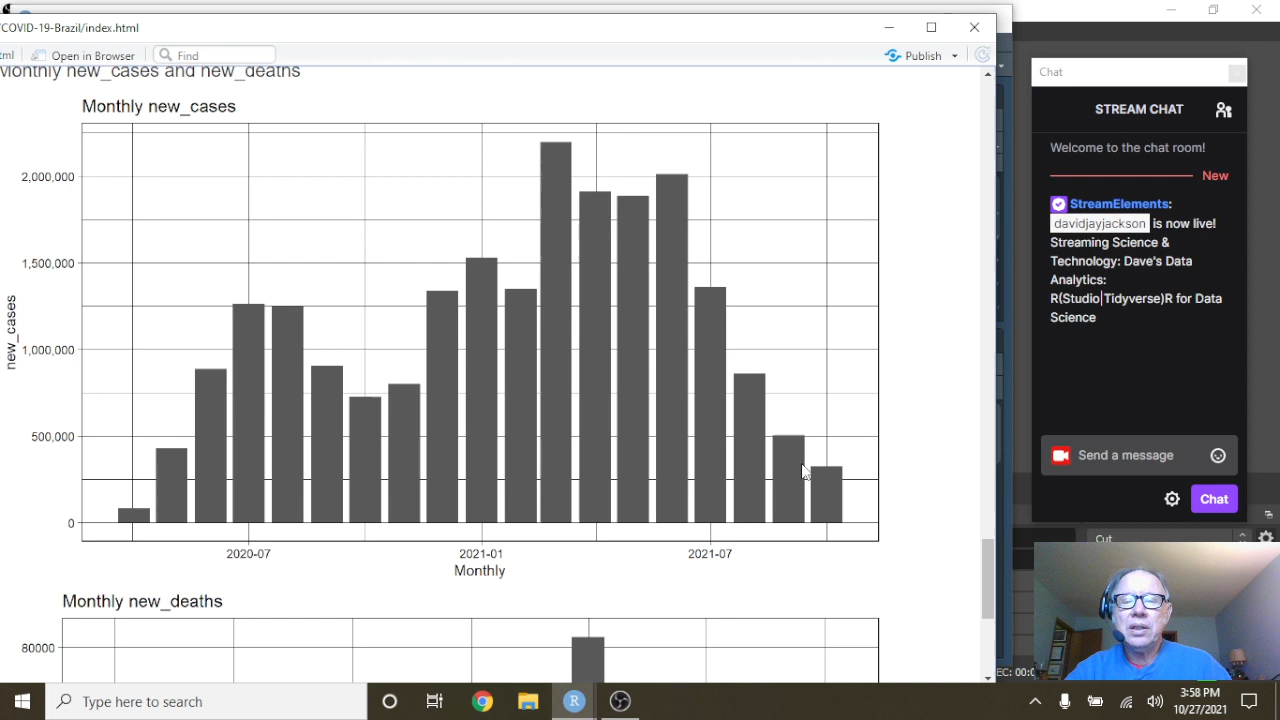 COVID-19-Brazil/index.html
Open in Browser
Find
Publish
Monthly new_cases and new_deaths
Monthly new_cases
2,000,000
1,500,000
1,000,000
500,000
0
new_cases
2020-07
2021-01
2021-07
Monthly
Monthly new_deaths
80000
Chat
STREAM CHAT
Welcome to the chat room!
New
StreamElements:
davidjayjackson is now live!
Streaming Science &
Technology: Dave's Data
Analytics:
R(Studio|Tidyverse)R for Data
Science
Send a message
Chat
Cut
Type here to search
3:58 PM
10/27/2021